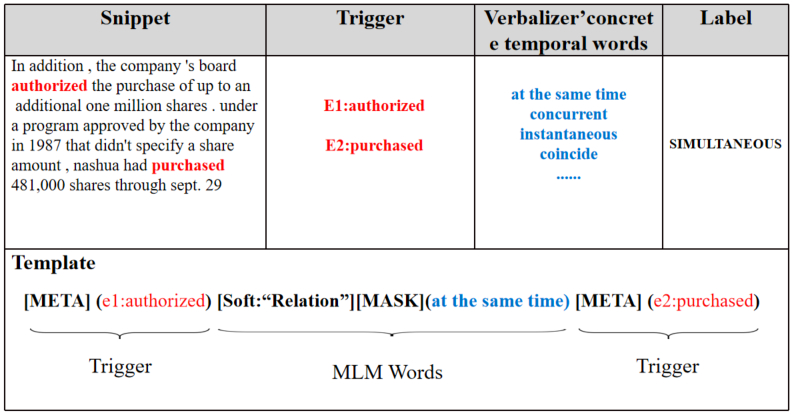 Snippet
Trigger
Verbalizer’concret
e temporal words
Label
In addition , the company 's board
authorized the purchase of up to an
additional one million shares . under
a program approved by the company
in 1987 that didn't specify a share
amount , nashua had purchased
481,000 shares through sept. 29
E1:authorized
E2:purchased
at the same time
concurrent
instantaneous
coincide
......
SIMULTANEOUS
Template
[META] (e1:authorized) [Soft:“Relation”][MASK](at the same time) [META] (e2:purchased)
Trigger
MLM Words
Trigger